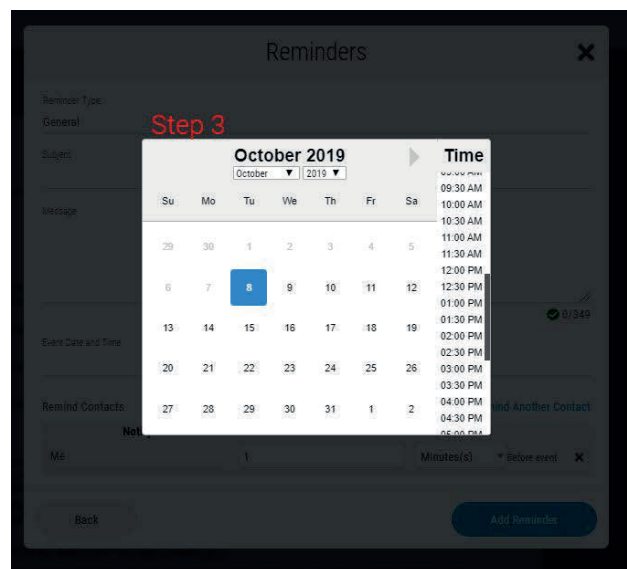 Reminders
Reminder Type:
General
Step 3
Subject
October 2019 Time
October 2019
Su Mo Tu We Th Fr Sa
09:30 AM
10:00 AM
10:30 AM
Message
11:00 AM
29 30 1 2 3 4 5
11:30 AM
12:00 PM
6 7 8 9 10 11 12
12:30 PM
01:00 PM
0/349
01:30 PM
13 14 15 16 17 18 19
02:00 PM
Event Date and Time
02:30 PM
20 21 22 23 24 25 26
03:00 PM
03:30 PM
04:00 PM
Remind Contacts
27 28 29 30 31 1 2
Another Contact
04:30 PM
05:00 PM
Me 1 Minutes(s) Before event
Back Add Reminder